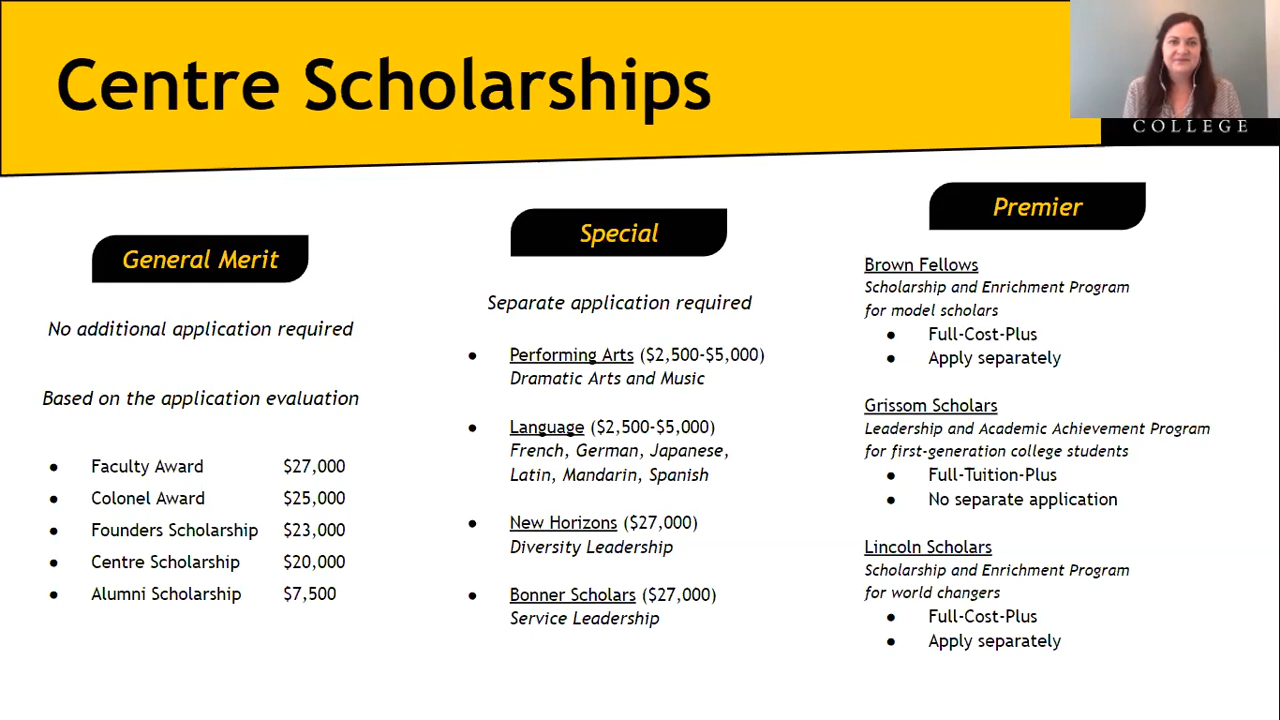 Centre Scholarships
COLLEGE
General Merit
No additional application required
Based on the application evaluation
● Faculty Award $27,000
● Colonel Award $25,000
● Founders Scholarship $23,000
● Centre Scholarship $20,000
● Alumni Scholarship $7,500
Special
Separate application required
● Performing Arts ($2,500-$5,000)
Dramatic Arts and Music
● Language ($2,500-$5,000)
French, German, Japanese,
Latin, Mandarin, Spanish
● New Horizons ($27,000)
Diversity Leadership
● Bonner Scholars ($27,000)
Service Leadership
Premier
Brown Fellows
Scholarship and Enrichment Program
for model scholars
● Full-Cost-Plus
● Apply separately
Grissom Scholars
Leadership and Academic Achievement Program
for first-generation college students
● Full-Tuition-Plus
● No separate application
Lincoln Scholars
Scholarship and Enrichment Program
for world changers
● Full-Cost-Plus
● Apply separately